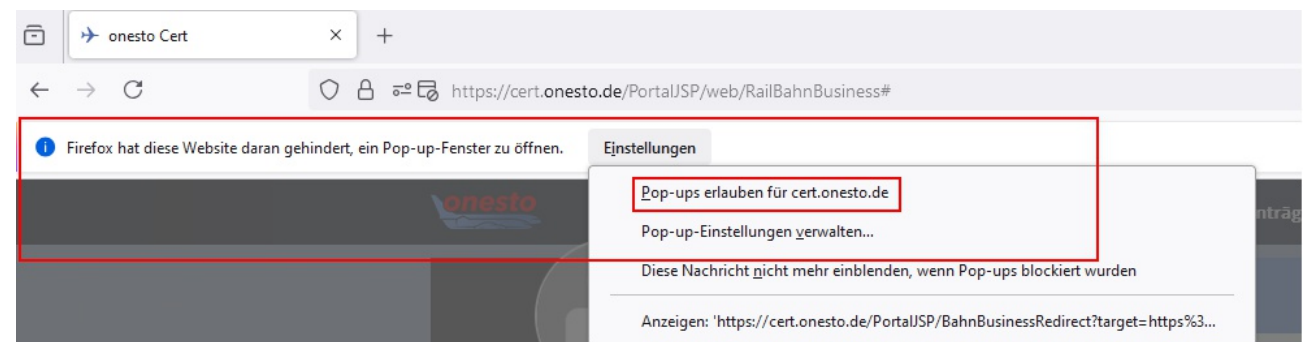 onesto Cert
https://cert.onesto.de/PortalJSP/web/RailBahnBusiness#
Firefox hat diese Website daran gehindert, ein Pop-up-Fenster zu öffnen. Einstellungen
onesto
Pop-ups erlauben für cert.onesto.de
nträg
Pop-up-Einstellungen verwalten...
Diese Nachricht nicht mehr einblenden, wenn Pop-ups blockiert wurden
Anzeigen: 'https://cert.onesto.de/PortalJSP/BahnBusinessRedirect?target=https%3...